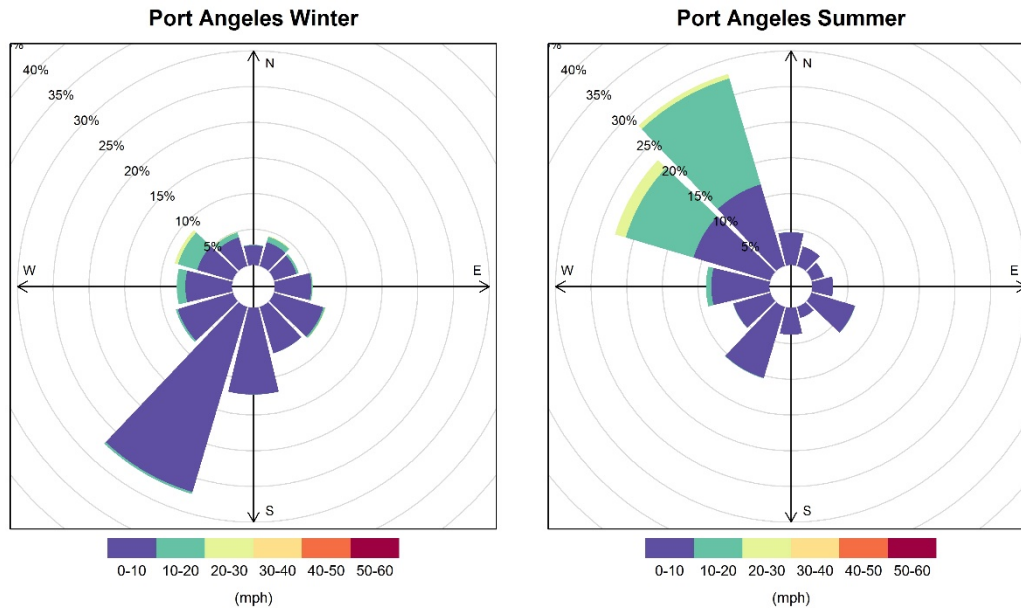 Port Angeles Winter
%
40%
35%
30%
25%
20%
15%
10%
5%
N
W
E
S
0-10 10-20 20-30 30-40 40-50 50-60
(mph)
Port Angeles Summer
%
40%
35%
30%
25%
20%
15%
10%
5%
N
W
E
S
0-10 10-20 20-30 30-40 40-50 50-60
(mph)